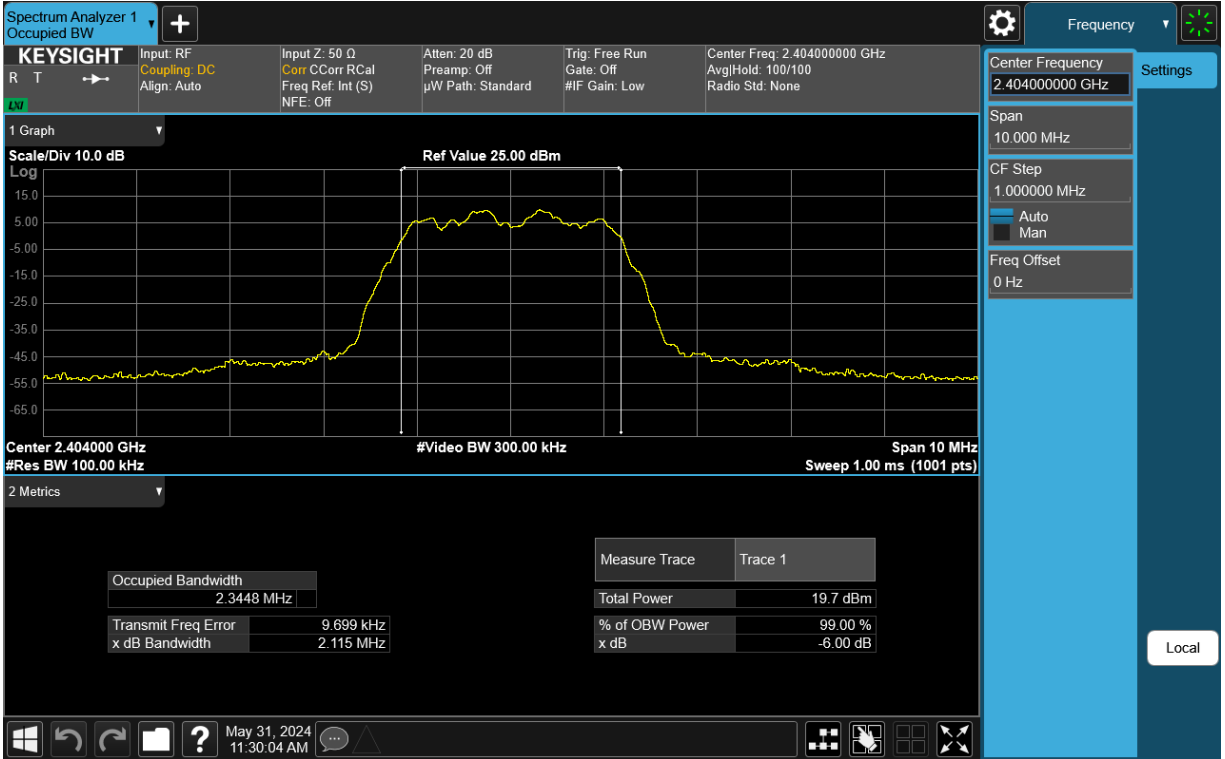 Spectrum Analyzer 1
Occupied BW
Frequency
KEYSIGHT
R T
LXI
Input: RF
Coupling: DC
Align: Auto
Input Z: 50 Ω
Corr CCorr RCal
Freq Ref: Int (S)
NFE: Off
Atten: 20 dB
Preamp: Off
µW Path: Standard
Trig: Free Run
Gate: Off
#IF Gain: Low
Center Freq: 2.404000000 GHz
Avg|Hold: 100/100
Radio Std: None
1 Graph
Scale/Div 10.0 dB
Ref Value 25.00 dBm
Log
15.0
5.00
-5.00
-15.0
-25.0
-35.0
-45.0
-55.0
-65.0
Center 2.404000 GHz
#Video BW 300.00 kHz
Span 10 MHz
#Res BW 100.00 kHz
Sweep 1.00 ms (1001 pts)
2 Metrics
Occupied Bandwidth
2.3448 MHz
Transmit Freq Error 9.699 kHz
x dB Bandwidth 2.115 MHz
Measure Trace Trace 1
Total Power 19.7 dBm
% of OBW Power 99.00 %
x dB -6.00 dB
Center Frequency
2.404000000 GHz
Span
10.000 MHz
CF Step
1.000000 MHz
Auto
Man
Freq Offset
0 Hz
Settings
Local
?
May 31, 2024
11:30:04 AM